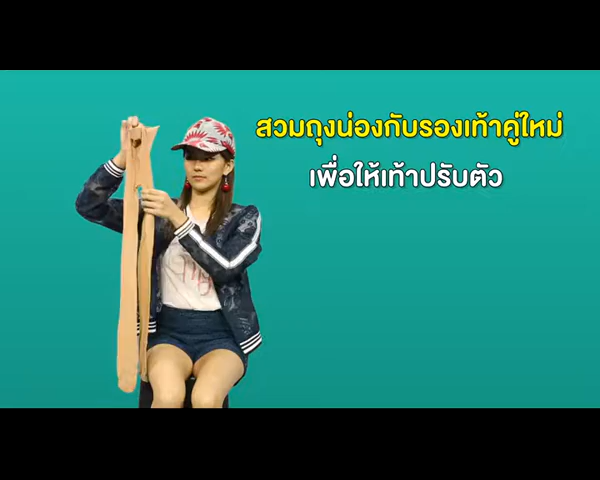 สวมถุงน่องกับรองเท้าคู่ใหม่
เพื่อให้เท้าปรับตัว